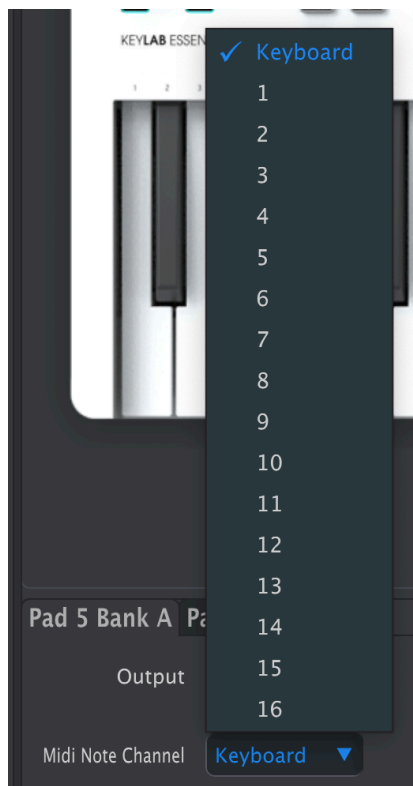 KEYLAB ESSEN
1 2 3
✓ Keyboard
1
2
3
4
5
6
7
8
9
10
11
12
13
14
15
16
Pad 5 Bank A Pa
Output
Midi Note Channel Keyboard ▼